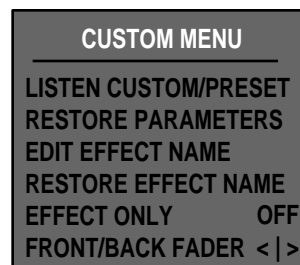 CUSTOM MENU
LISTEN CUSTOM/PRESET
RESTORE PARAMETERS
EDIT EFFECT NAME
RESTORE EFFECT NAME
EFFECT ONLY OFF
FRONT/BACK FADER < | >